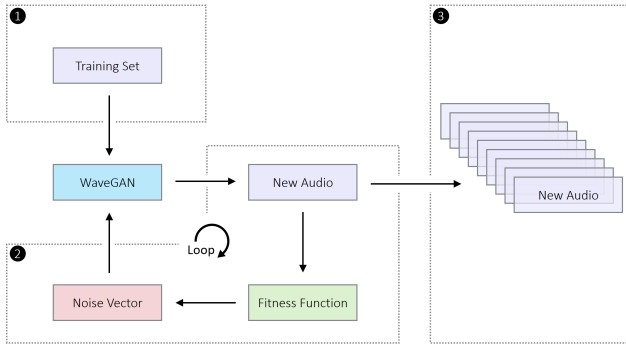 1
3
Training Set
WaveGAN
New Audio
New Audio
2
Loop
Noise Vector
Fitness Function